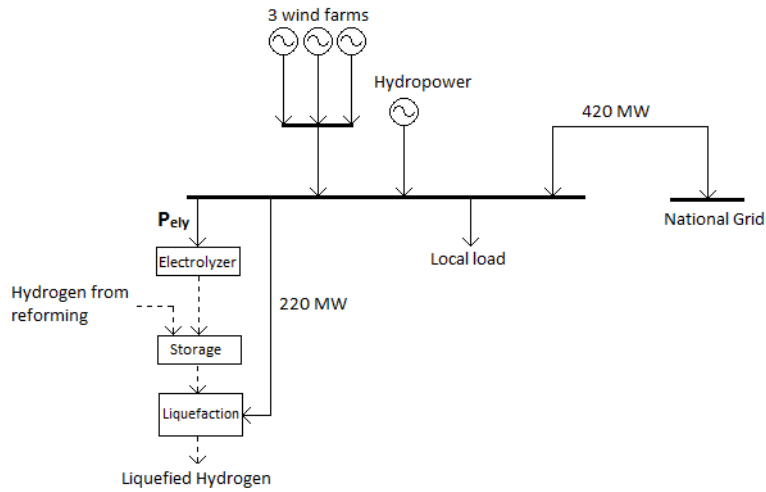 3 wind farms
Hydropower
420 MW
National Grid
Pely
Electrolyzer
Local load
Hydrogen from
reforming
220 MW
Storage
Liquefaction
Liquefied Hydrogen